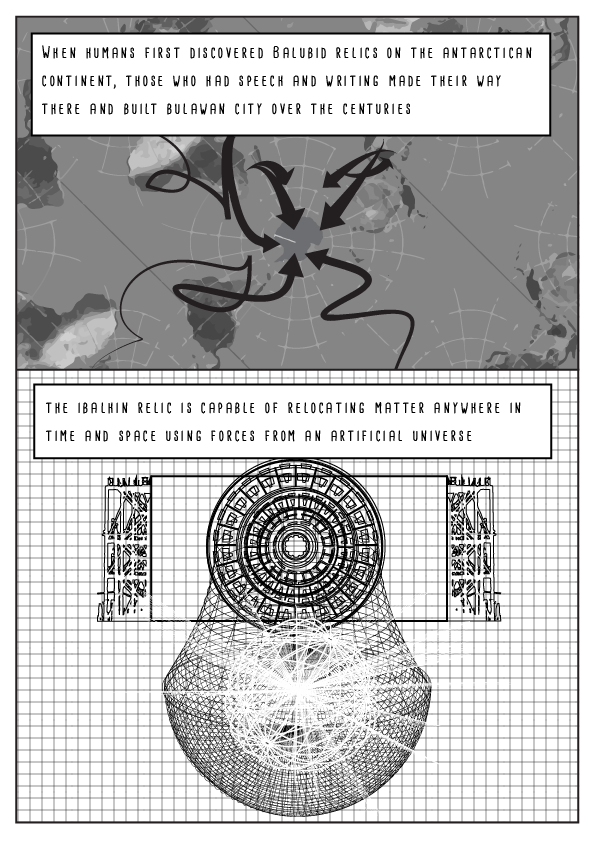 When humans first discovered Balubid relics on the Antarctican
continent, those who had speech and writing made their way
there and built Bulawan City over the centuries
The Ibalhin Relic is capable of relocating matter anywhere in
time and space using forces from an artificial universe